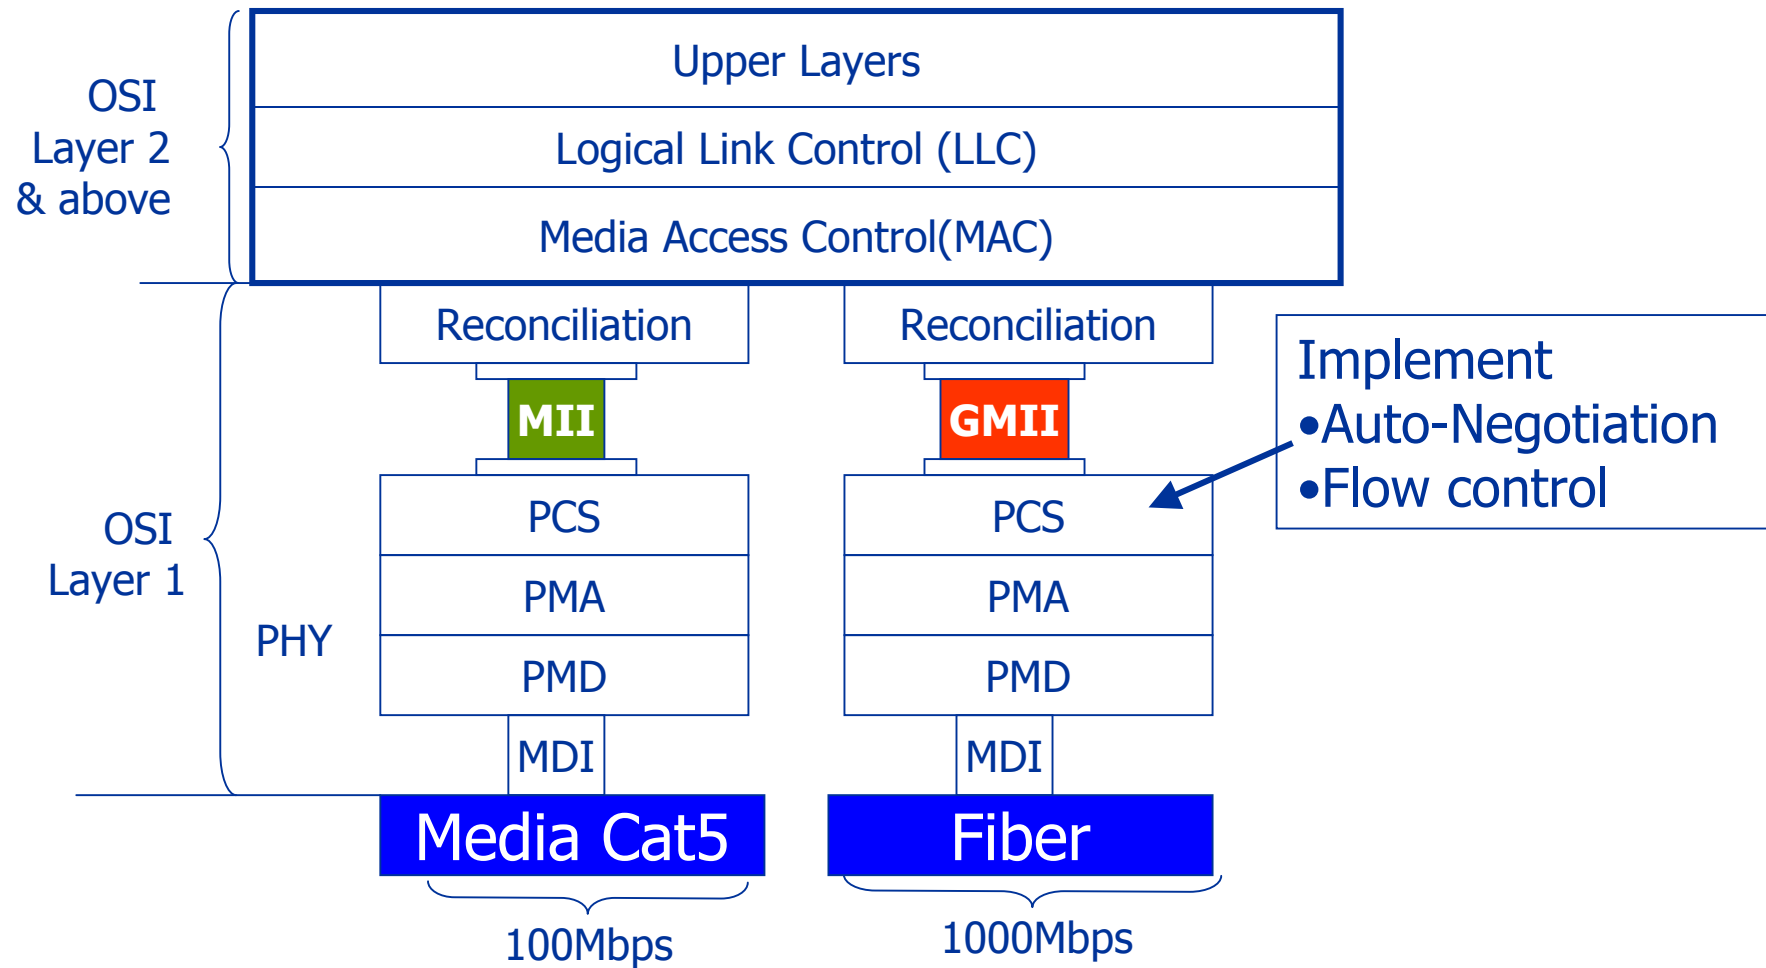 Upper Layers
OSI
Layer 2
& above
Logical Link Control (LLC)
Media Access Control(MAC)
Reconciliation
Reconciliation
MII
GMII
Implement
•Auto-Negotiation
•Flow control
OSI
Layer 1
PHY
PCS
PCS
PMA
PMA
PMD
PMD
MDI
MDI
Media Cat5
Fiber
100Mbps
1000Mbps